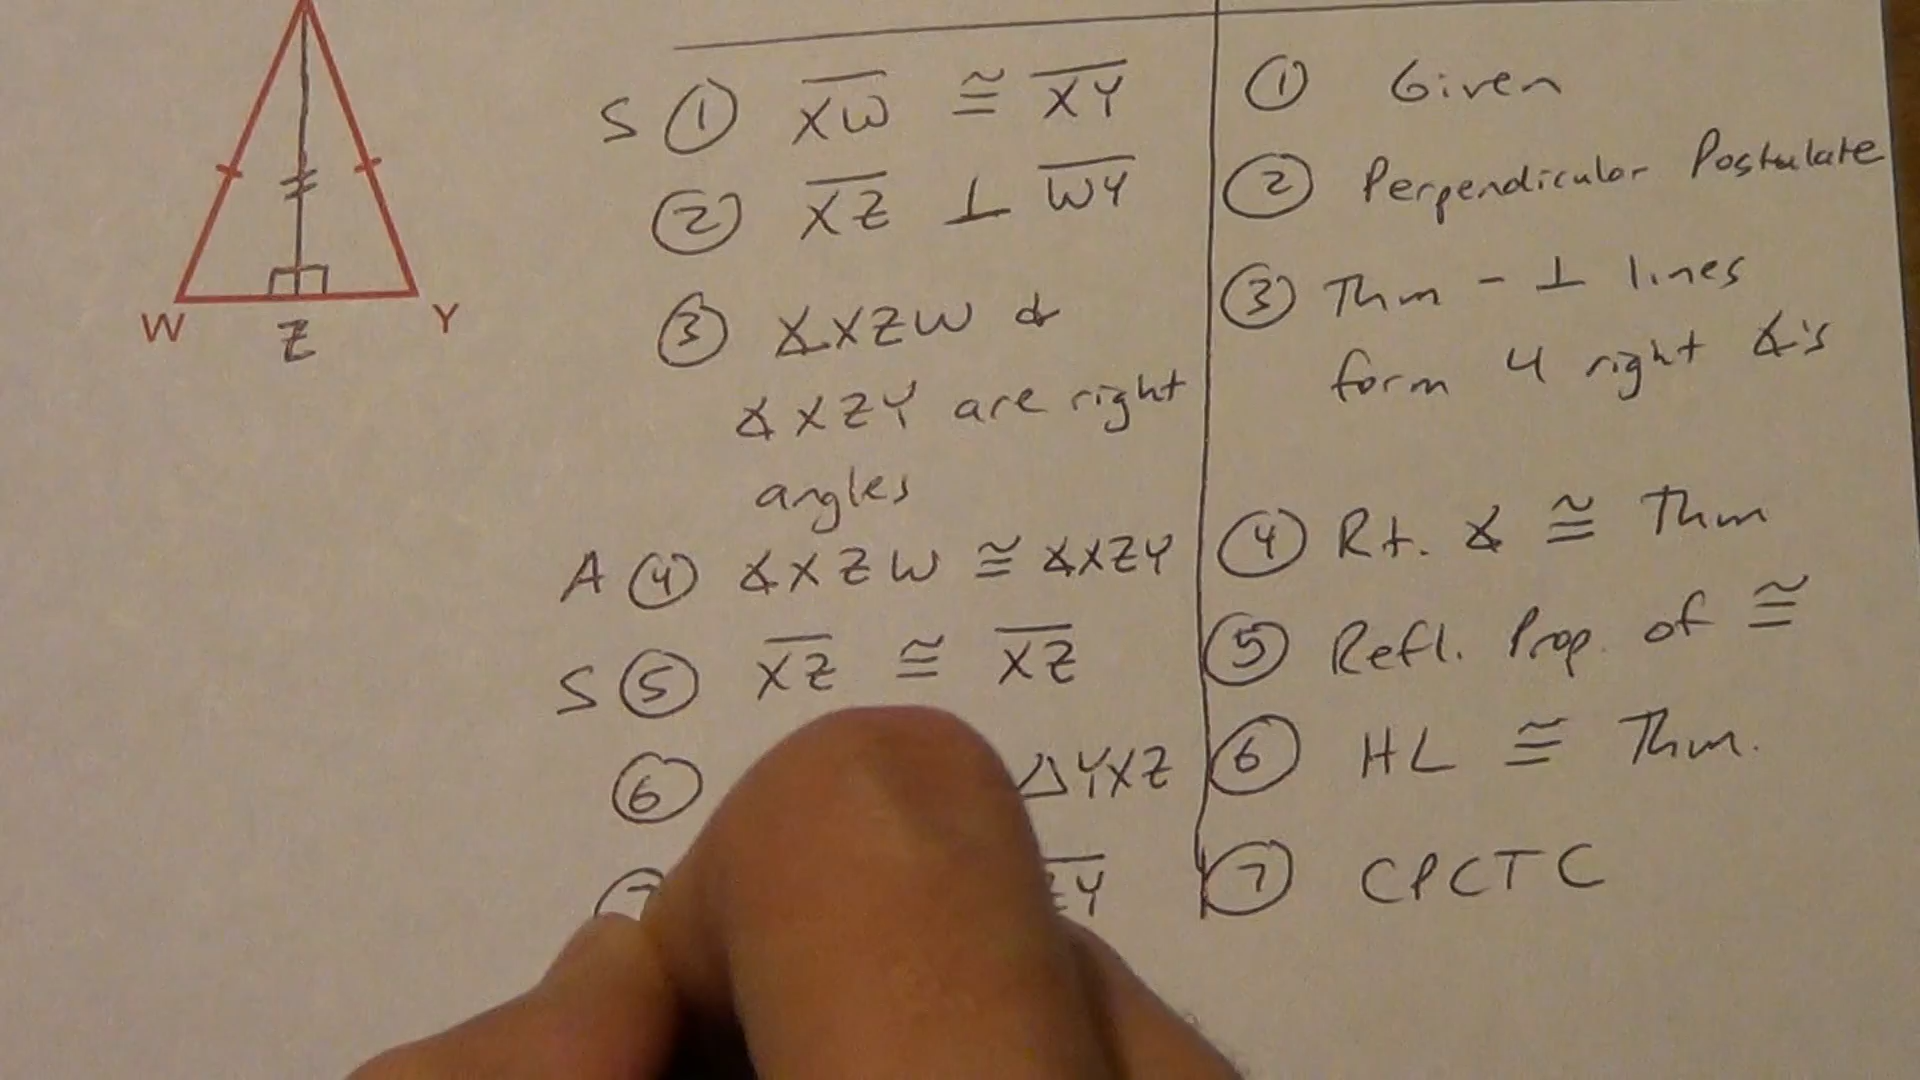 S ① XW ≅ XY ① Given
② XZ ⊥ WY ② Perpendicular Postulate
③ ∡XZW & ③ Thm - ⊥ lines
∡XZY are right form 4 right ∡'s
angles
A ④ ∡XZW ≅ ∡XZY ④ Rt. ∡ ≅ Thm
S ⑤ XZ ≅ XZ ⑤ Refl. Prop. of ≅
⑥ △YXZ ⑥ HL ≅ Thm.
⑦ ZY ⑦ CPCTC
W Z Y